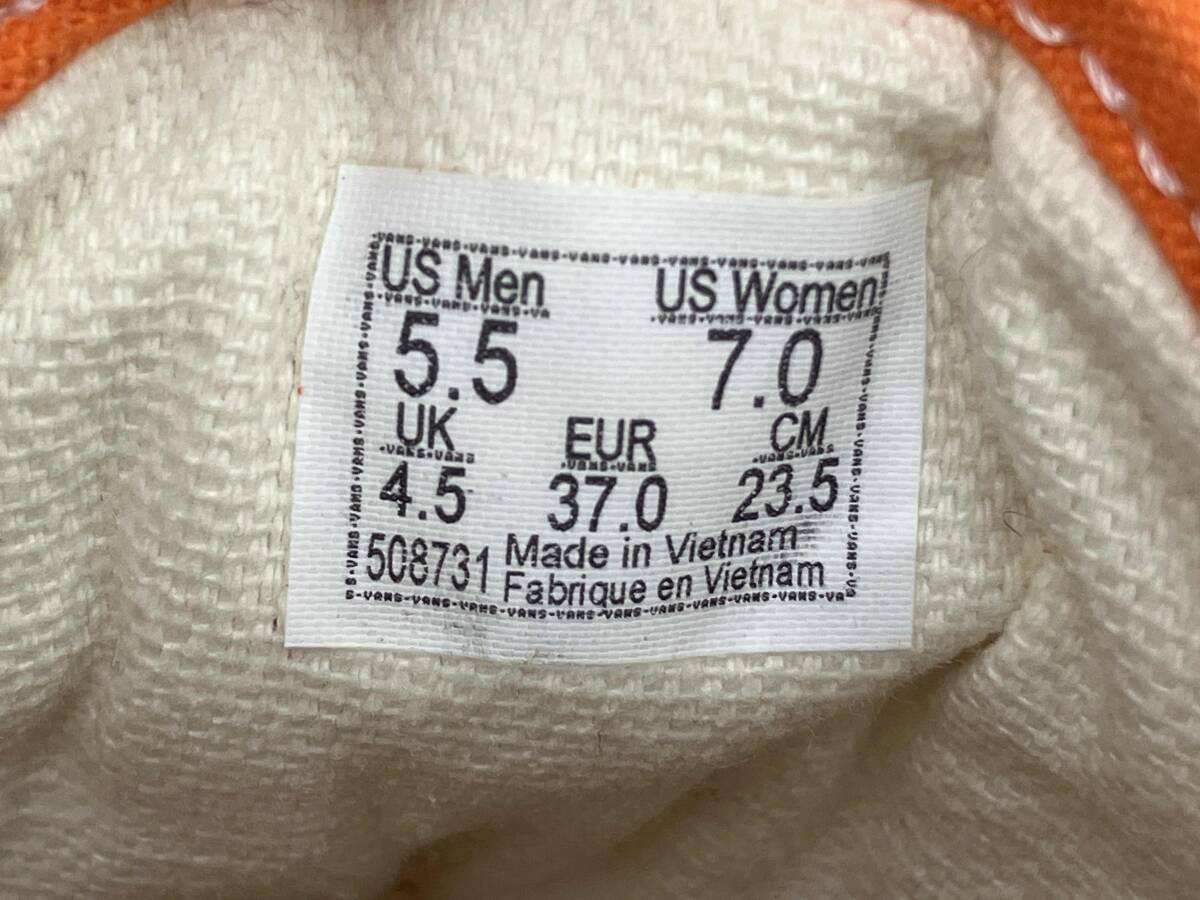 US Men US Women
5.5 7.0
UK EUR CM
4.5 37.0 23.5
508731 Made in Vietnam
Fabrique en Vietnam